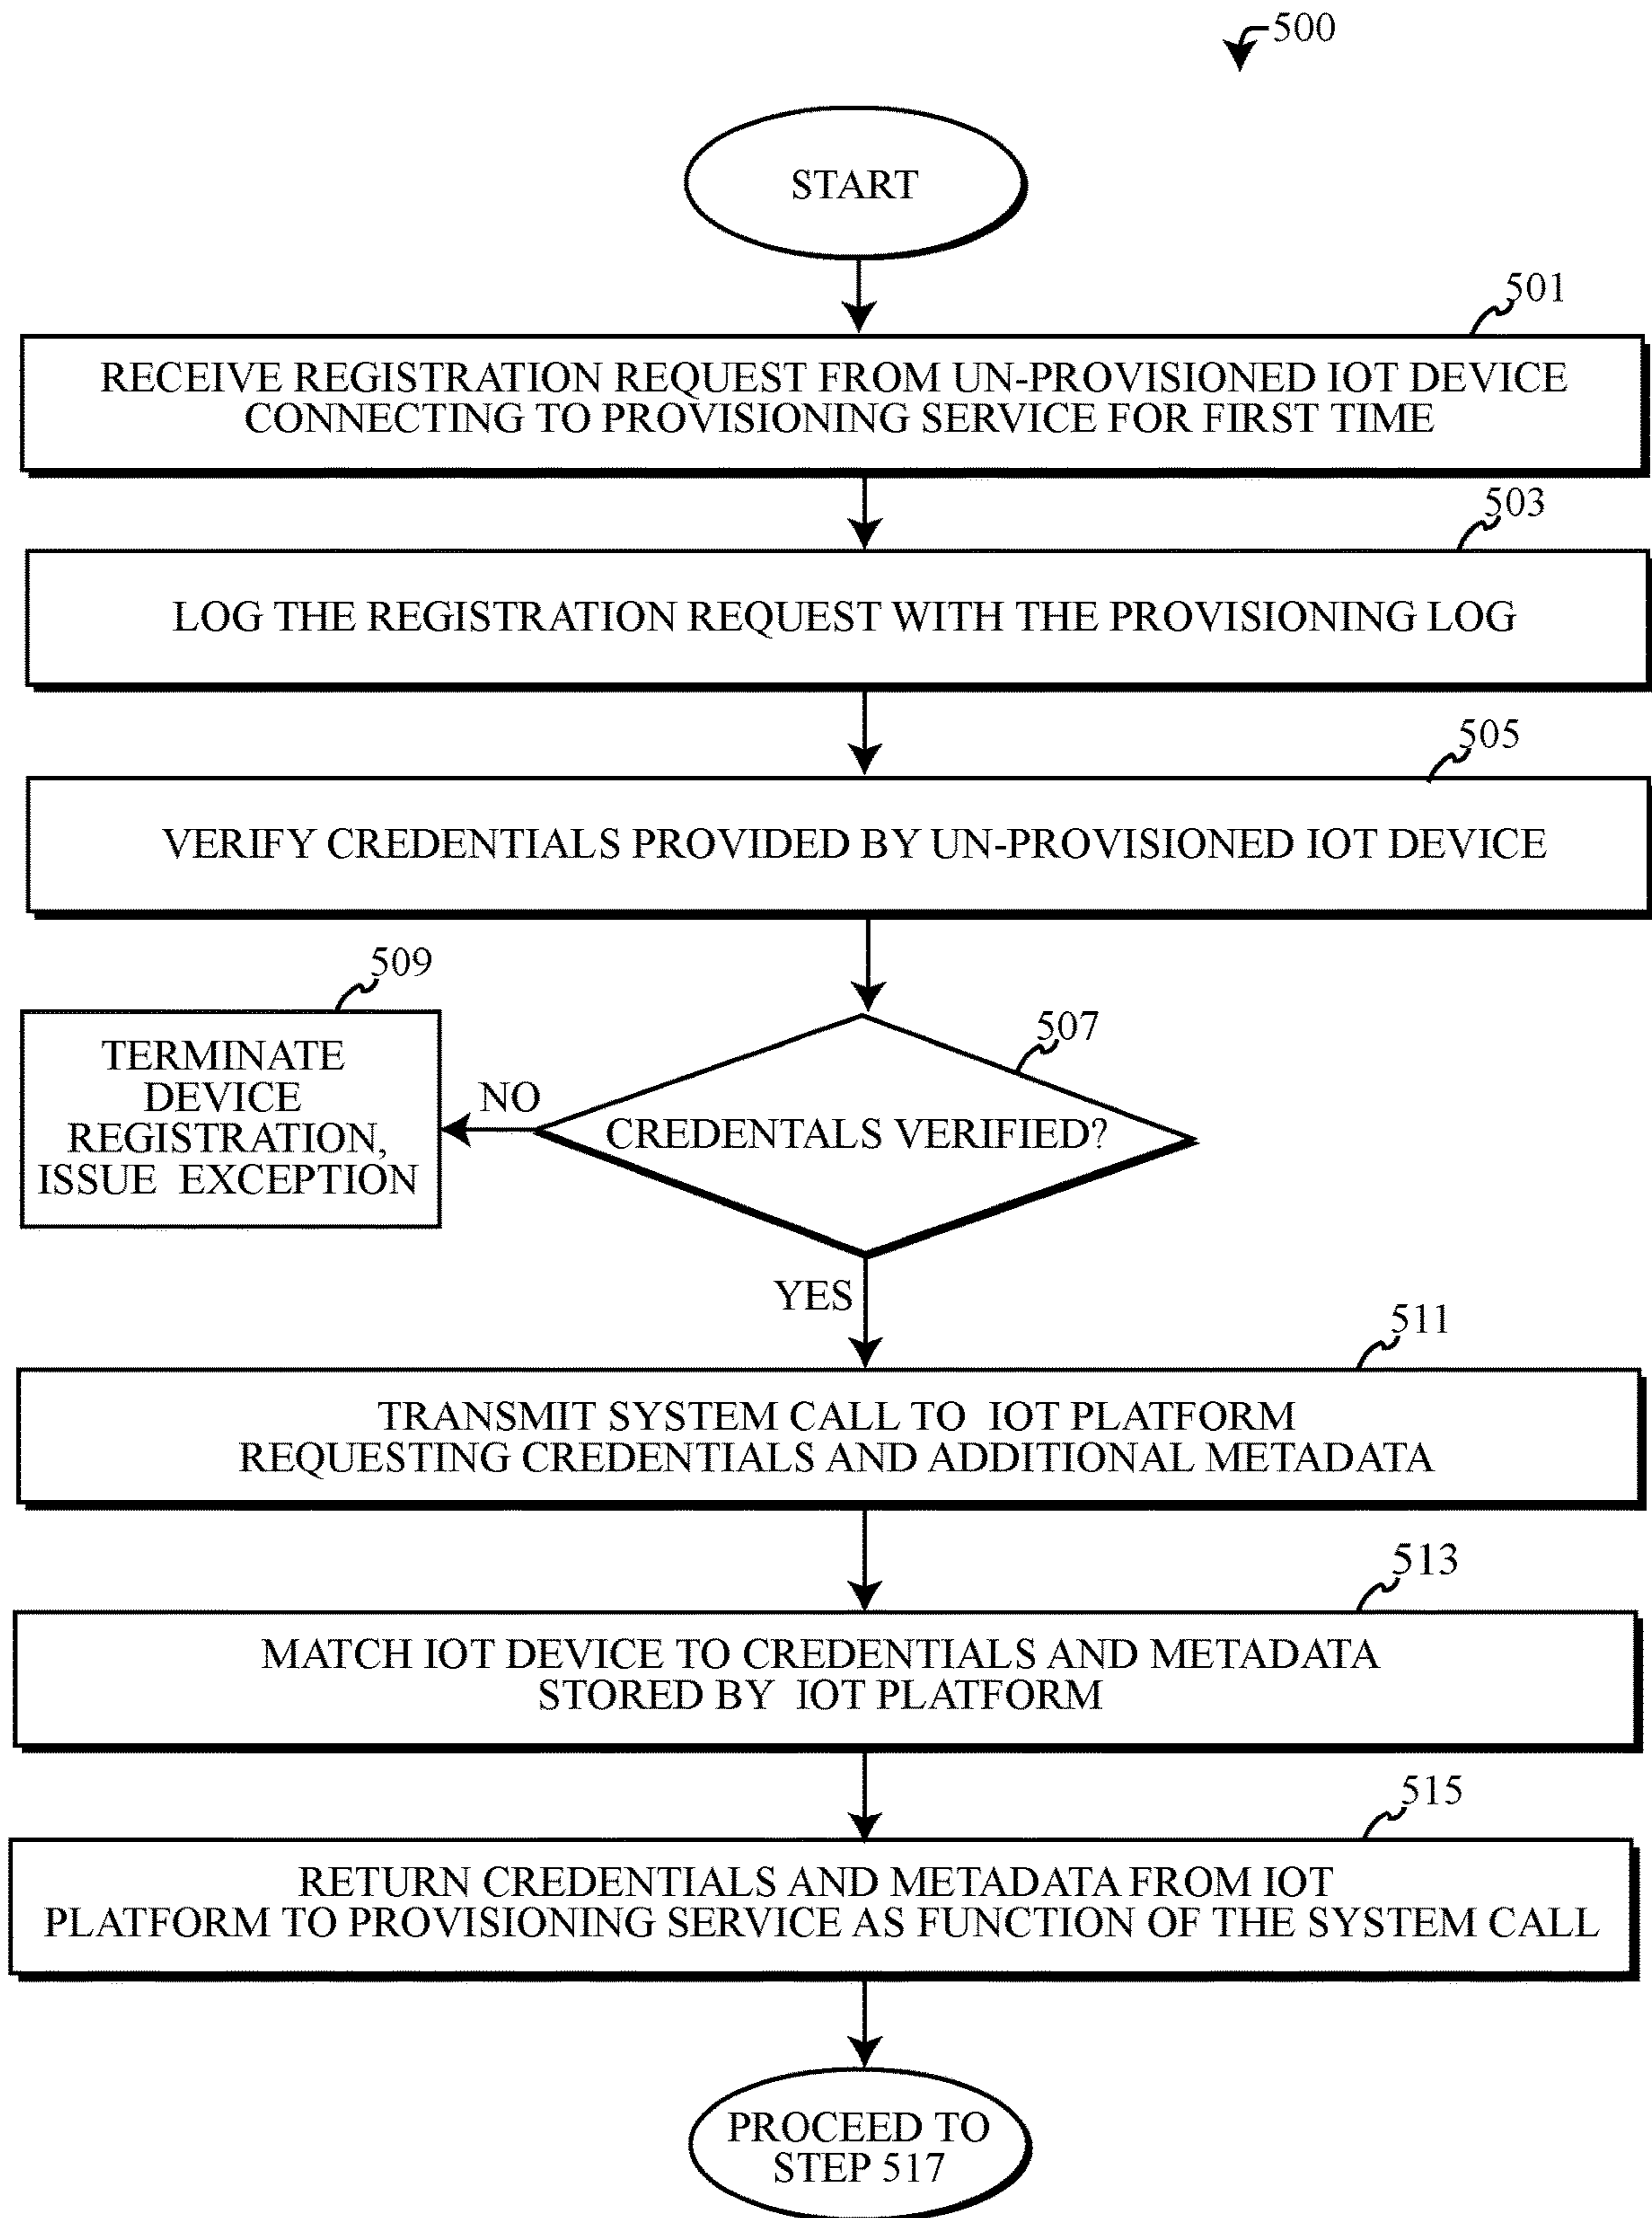 500
START
501
RECEIVE REGISTRATION REQUEST FROM UN-PROVISIONED IOT DEVICE
CONNECTING TO PROVISIONING SERVICE FOR FIRST TIME
503
LOG THE REGISTRATION REQUEST WITH THE PROVISIONING LOG
505
VERIFY CREDENTIALS PROVIDED BY UN-PROVISIONED IOT DEVICE
509
TERMINATE
DEVICE
REGISTRATION,
ISSUE EXCEPTION
NO
507
CREDENTALS VERIFIED?
YES
511
TRANSMIT SYSTEM CALL TO IOT PLATFORM
REQUESTING CREDENTIALS AND ADDITIONAL METADATA
513
MATCH IOT DEVICE TO CREDENTIALS AND METADATA
STORED BY IOT PLATFORM
515
RETURN CREDENTIALS AND METADATA FROM IOT
PLATFORM TO PROVISIONING SERVICE AS FUNCTION OF THE SYSTEM CALL
PROCEED TO
STEP 517